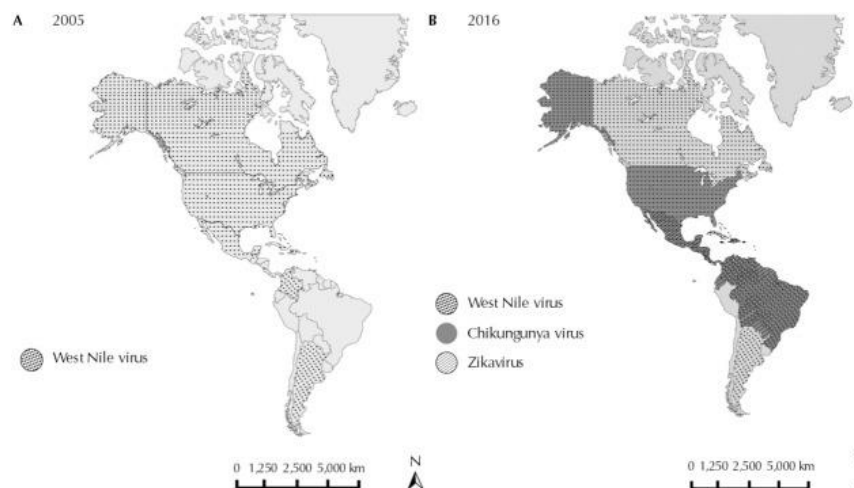 A 2005
B 2016
West Nile virus
West Nile virus
Chikungunya virus
Zikavirus
0 1,250 2,500 5,000 km
N
0 1,250 2,500 5,000 km